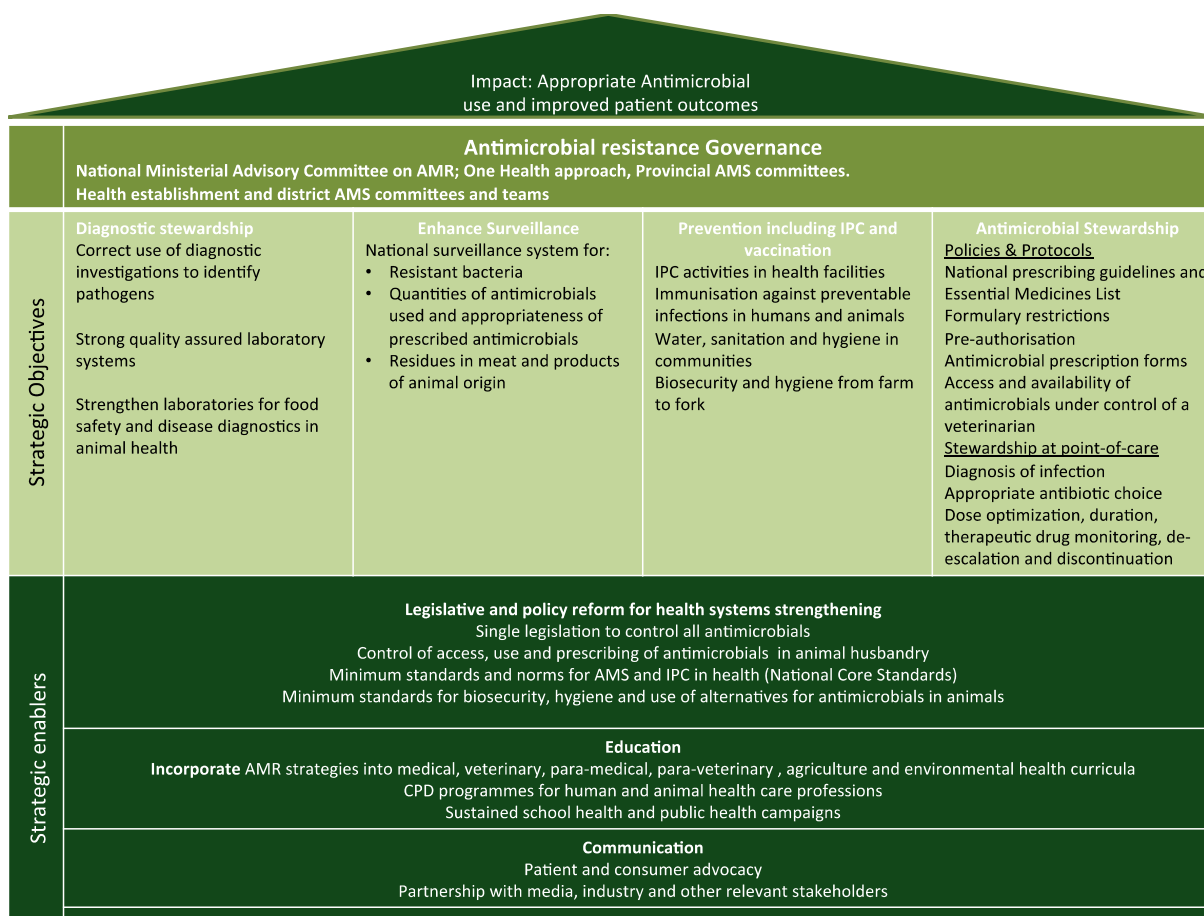 Impact: Appropriate Antimicrobial
use and improved patient outcomes
Antimicrobial resistance Governance
National Ministerial Advisory Committee on AMR; One Health approach, Provincial AMS committees.
Health establishment and district AMS committees and teams
Strategic Objectives
Diagnostic stewardship
Correct use of diagnostic
investigations to identify
pathogens
Strong quality assured laboratory
systems
Strengthen laboratories for food
safety and disease diagnostics in
animal health
Enhance Surveillance
National surveillance system for:
• Resistant bacteria
• Quantities of antimicrobials
used and appropriateness of
prescribed antimicrobials
• Residues in meat and products
of animal origin
Prevention including IPC and
vaccination
IPC activities in health facilities
Immunisation against preventable
infections in humans and animals
Water, sanitation and hygiene in
communities
Biosecurity and hygiene from farm
to fork
Antimicrobial Stewardship
Policies & Protocols
National prescribing guidelines and
Essential Medicines List
Formulary restrictions
Pre-authorisation
Antimicrobial prescription forms
Access and availability of
antimicrobials under control of a
veterinarian
Stewardship at point-of-care
Diagnosis of infection
Appropriate antibiotic choice
Dose optimization, duration,
therapeutic drug monitoring, de-
escalation and discontinuation
Strategic enablers
Legislative and policy reform for health systems strengthening
Single legislation to control all antimicrobials
Control of access, use and prescribing of antimicrobials in animal husbandry
Minimum standards and norms for AMS and IPC in health (National Core Standards)
Minimum standards for biosecurity, hygiene and use of alternatives for antimicrobials in animals
Education
Incorporate AMR strategies into medical, veterinary, para-medical, para-veterinary , agriculture and environmental health curricula
CPD programmes for human and animal health care professions
Sustained school health and public health campaigns
Communication
Patient and consumer advocacy
Partnership with media, industry and other relevant stakeholders